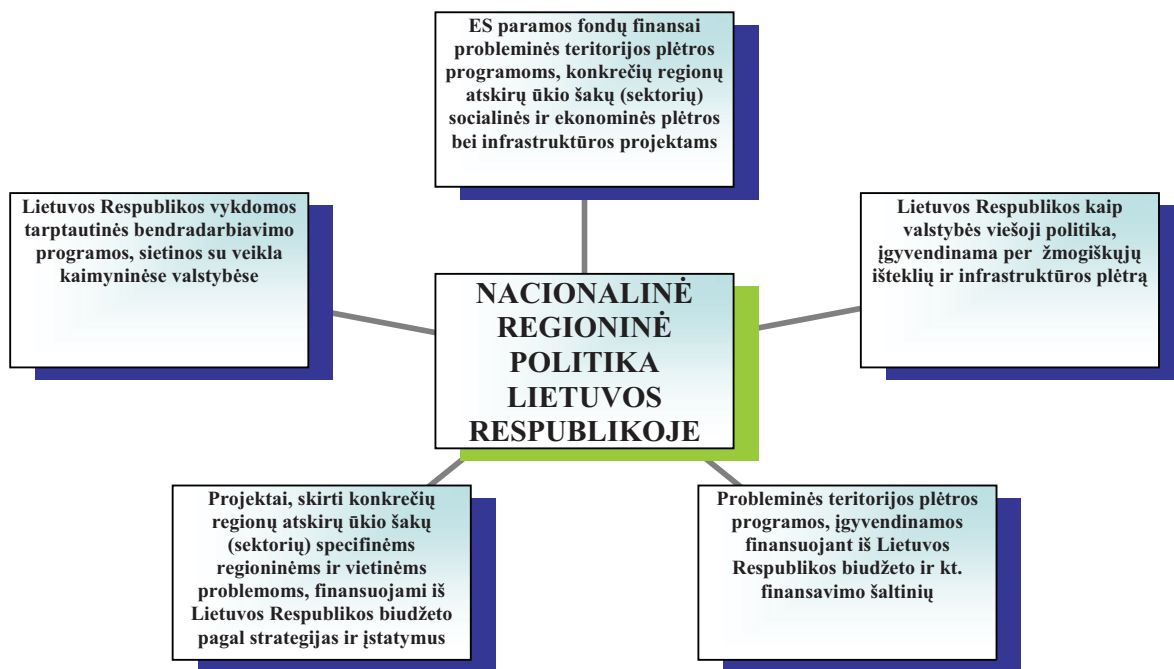 ES paramos fondų finansai
probleminės teritorijos plėtros
programoms, konkrečių regionų
atskirų ūkio šakų (sektorių)
socialinės ir ekonominės plėtros
bei infrastruktūros projektams
Lietuvos Respublikos vykdomos
tarptautinės bendradarbiavimo
programos, sietinos su veikla
kaimyninėse valstybėse
Lietuvos Respublikos kaip
valstybės viešoji politika,
įgyvendinama per žmogiškųjų
išteklių ir infrastruktūros plėtrą
NACIONALINĖ
REGIONINĖ
POLITIKA
LIETUVOS
RESPUBLIKOJE
Projektai, skirti konkrečių
regionų atskirų ūkio šakų
(sektorių) specifinėms
regioninėms ir vietinėms
problemoms, finansuojami iš
Lietuvos Respublikos biudžeto
pagal strategijas ir įstatymus
Probleminės teritorijos plėtros
programos, įgyvendinamos
finansuojant iš Lietuvos
Respublikos biudžeto ir kt.
finansavimo šaltinių